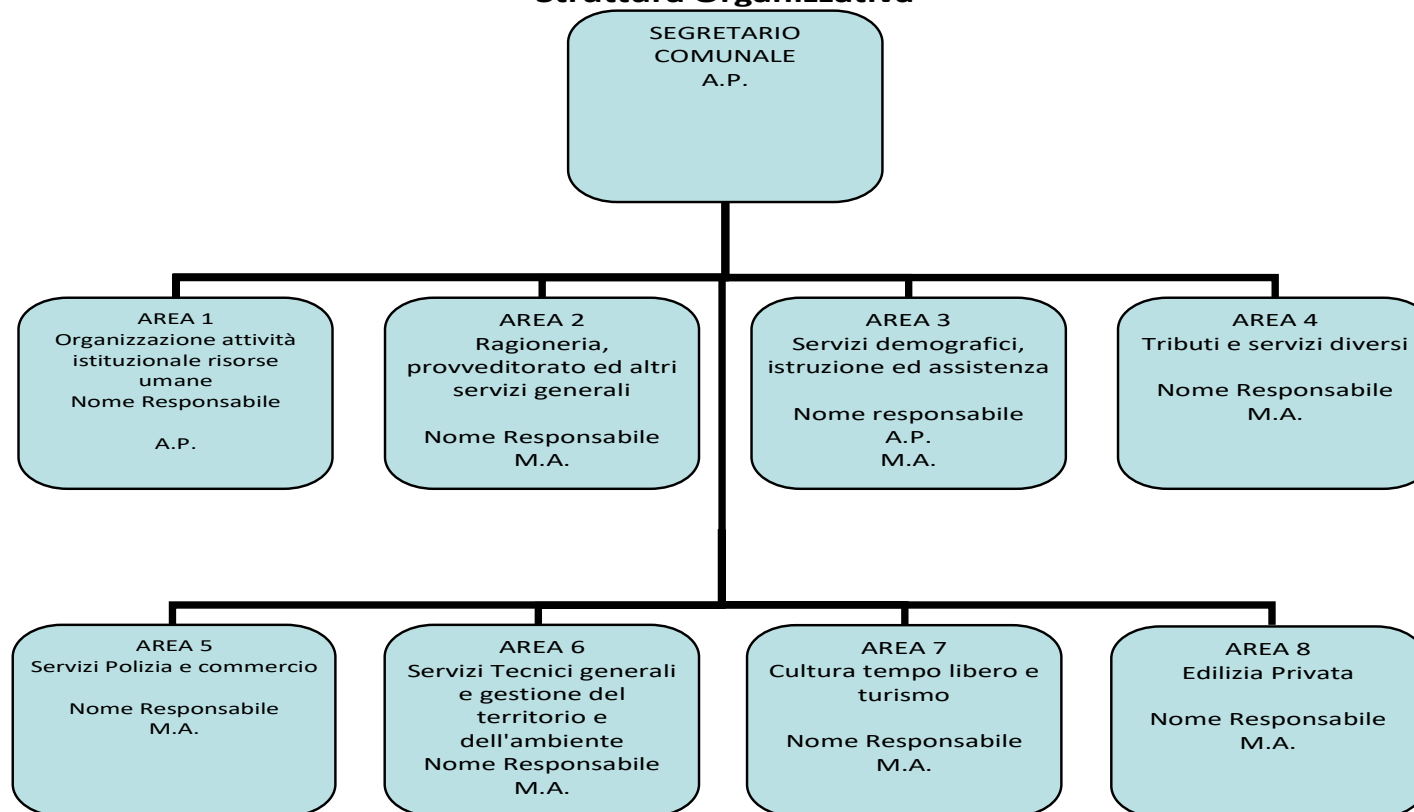 Struttura Organizzativa
SEGRETARIO
COMUNALE
A.P.
AREA 1
Organizzazione attività
istituzionale risorse
umane
Nome Responsabile
A.P.
AREA 2
Ragioneria,
provveditorato ed altri
servizi generali
Nome Responsabile
M.A.
AREA 3
Servizi demografici,
istruzione ed assistenza
Nome responsabile
A.P.
M.A.
AREA 4
Tributi e servizi diversi
Nome Responsabile
M.A.
AREA 5
Servizi Polizia e commercio
Nome Responsabile
M.A.
AREA 6
Servizi Tecnici generali
e gestione del
territorio e
dell'ambiente
Nome Responsabile
M.A.
AREA 7
Cultura tempo libero e
turismo
Nome Responsabile
M.A.
AREA 8
Edilizia Privata
Nome Responsabile
M.A.